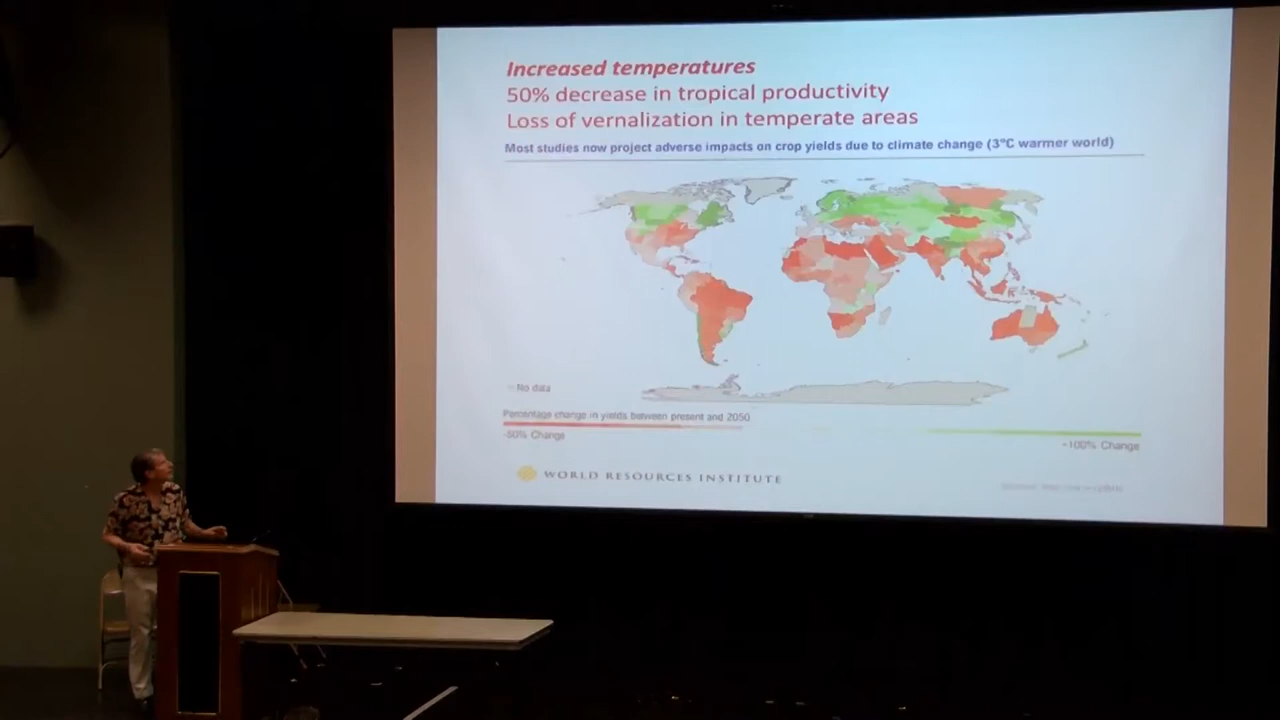 Increased temperatures
50% decrease in tropical productivity
Loss of vernalization in temperate areas
Most studies now project adverse impacts on crop yields due to climate change (3°C warmer world)
No data
Percentage change in yields between present and 2050
-50% Change
+100% Change
WORLD RESOURCES INSTITUTE